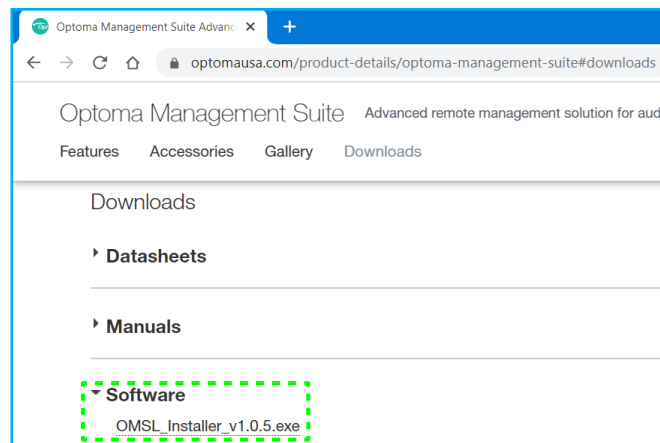 Optoma Management Suite Advanc
optomausa.com/product-details/optoma-management-suite#downloads
Optoma Management Suite Advanced remote management solution for aud
Features Accessories Gallery Downloads
Downloads
Datasheets
Manuals
Software
OMSL_Installer_v1.0.5.exe